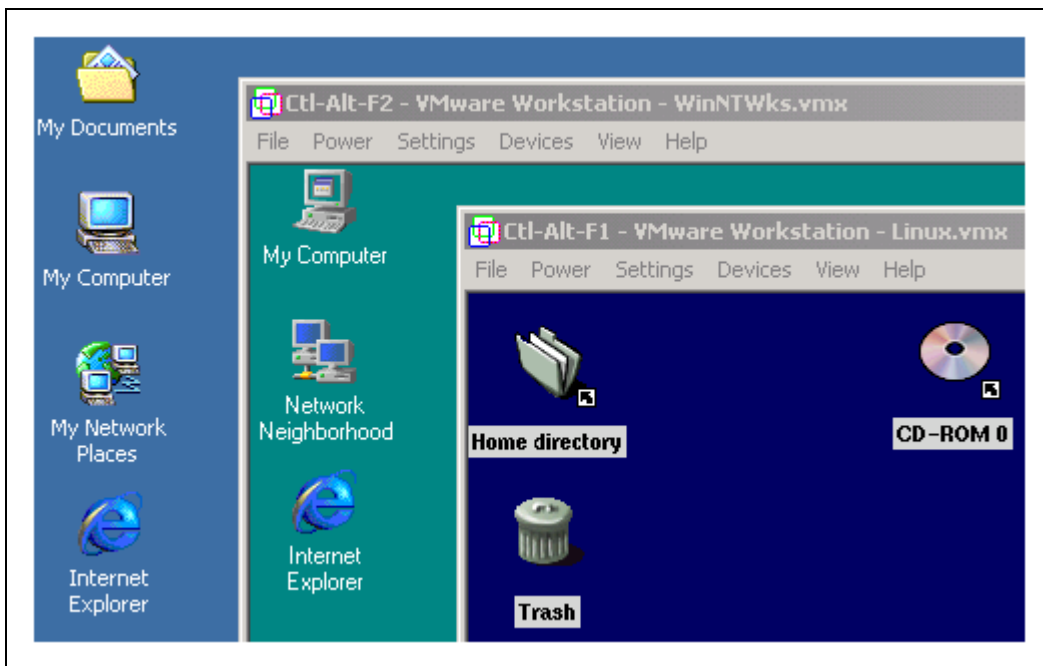 My Documents
My Computer
My Network
Places
Internet
Explorer
Ctl-Alt-F2 - VMware Workstation - WinNTWks.vmx
File Power Settings Devices View Help
My Computer
Network
Neighborhood
Internet
Explorer
Ctl-Alt-F1 - VMware Workstation - Linux.vmx
File Power Settings Devices View Help
Home directory
CD-ROM 0
Trash